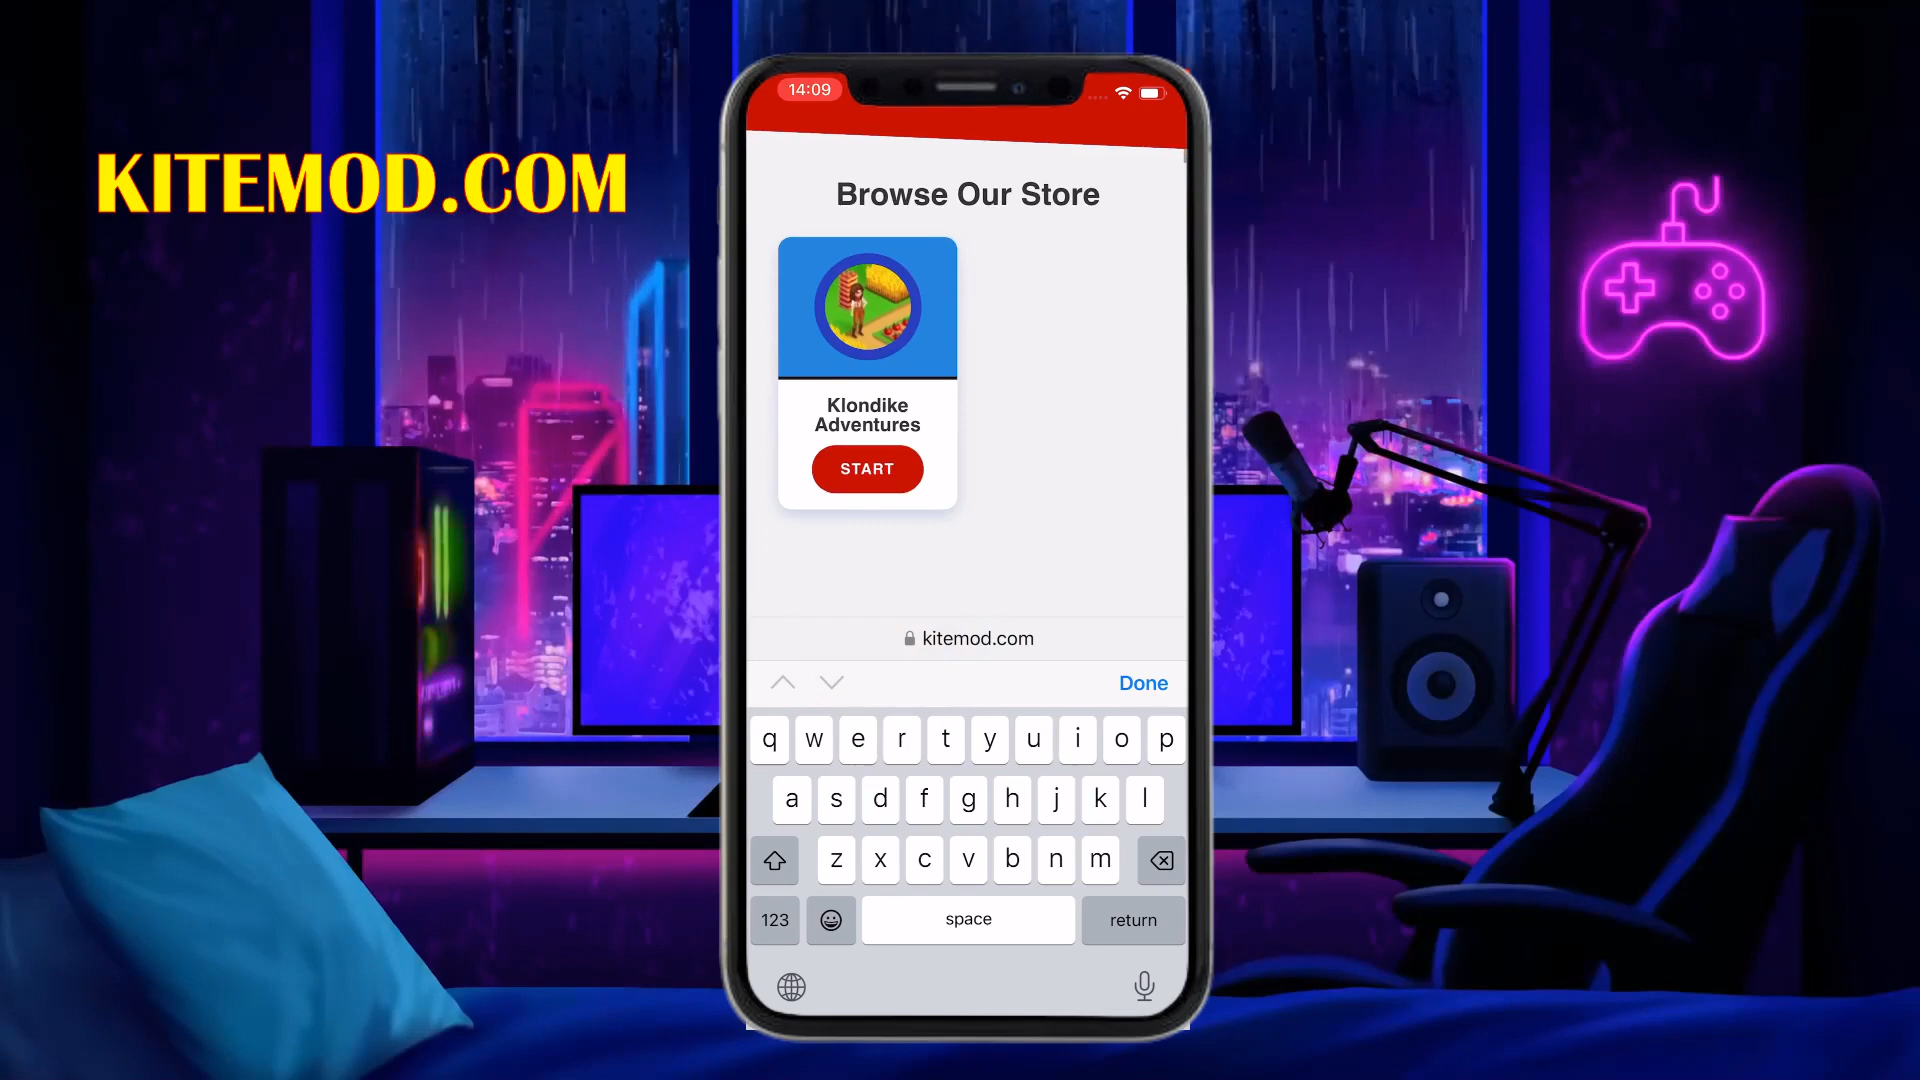 KITEMOD.COM
14:09
Browse Our Store
Klondike
Adventures
START
kitemod.com
Done
q w e r t y u i o p
a s d f g h j k l
z x c v b n m
123 space return